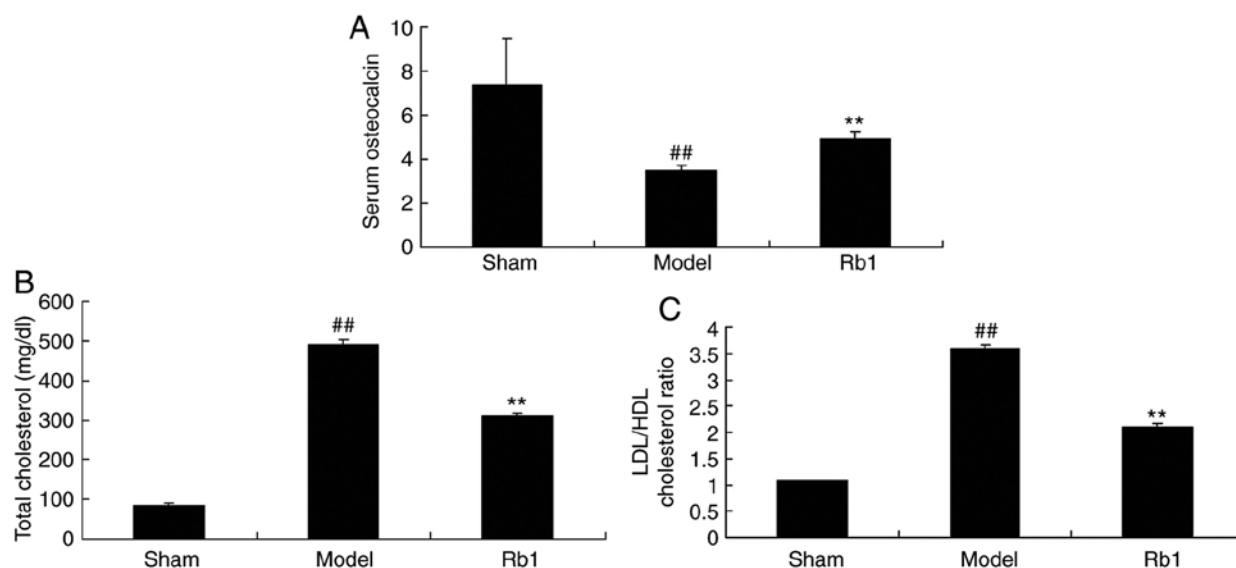 A
Serum osteocalcin
10
8
6
4
2
0
##
**
Sham Model Rb1
B
Total cholesterol (mg/dl)
600
500
400
300
200
100
0
##
**
Sham Model Rb1
C
LDL/HDL
cholesterol ratio
4
3.5
3
2.5
2
1.5
1
0.5
0
##
**
Sham Model Rb1